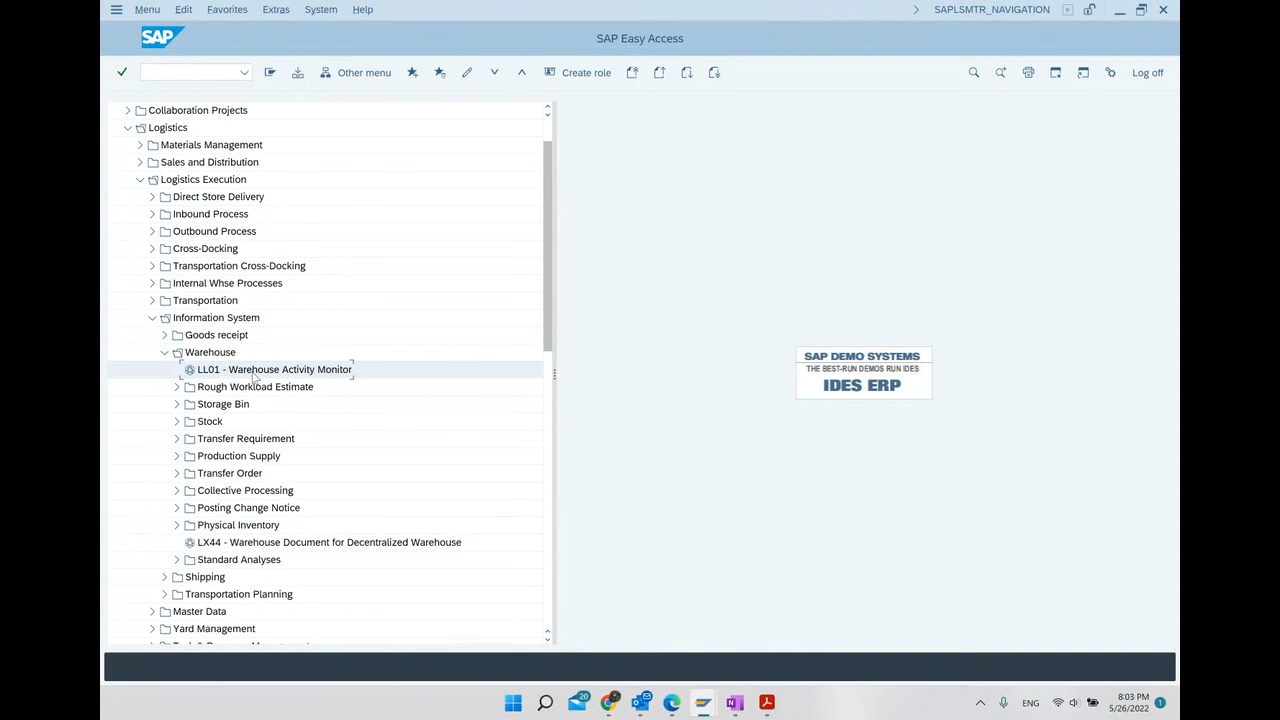 Menu Edit Favorites Extras System Help SAPLSMTR_NAVIGATION
SAP SAP Easy Access
Other menu Create role Log off
Collaboration Projects
Logistics
Materials Management
Sales and Distribution
Logistics Execution
Direct Store Delivery
Inbound Process
Outbound Process
Cross-Docking
Transportation Cross-Docking
Internal Whse Processes
Transportation
Information System
Goods receipt
Warehouse
LL01 - Warehouse Activity Monitor
Rough Workload Estimate
Storage Bin
Stock
Transfer Requirement
Production Supply
Transfer Order
Collective Processing
Posting Change Notice
Physical Inventory
LX44 - Warehouse Document for Decentralized Warehouse
Standard Analyses
Shipping
Transportation Planning
Master Data
Yard Management
SAP DEMO SYSTEMS
THE BEST-RUN DEMOS RUN IDES
IDES ERP
20
ENG
8:03 PM
5/26/2022
1